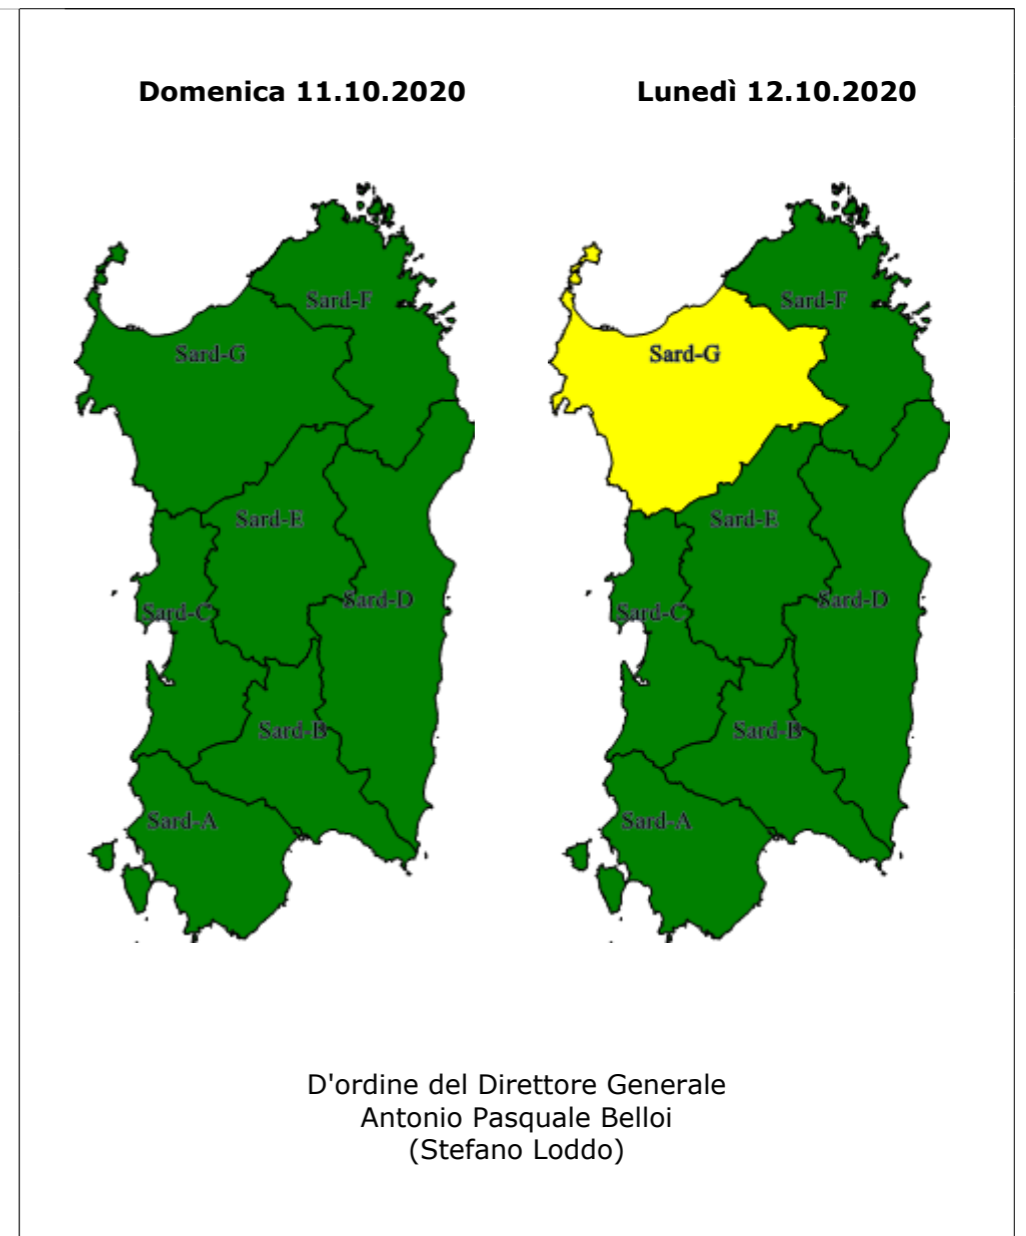 Domenica 11.10.2020
Lunedì 12.10.2020
Sard-F
Sard-G
Sard-E
Sard-D
Sard-C
Sard-B
Sard-A
Sard-F
Sard-G
Sard-E
Sard-D
Sard-C
Sard-B
Sard-A
D'ordine del Direttore Generale
Antonio Pasquale Belloi
(Stefano Loddo)